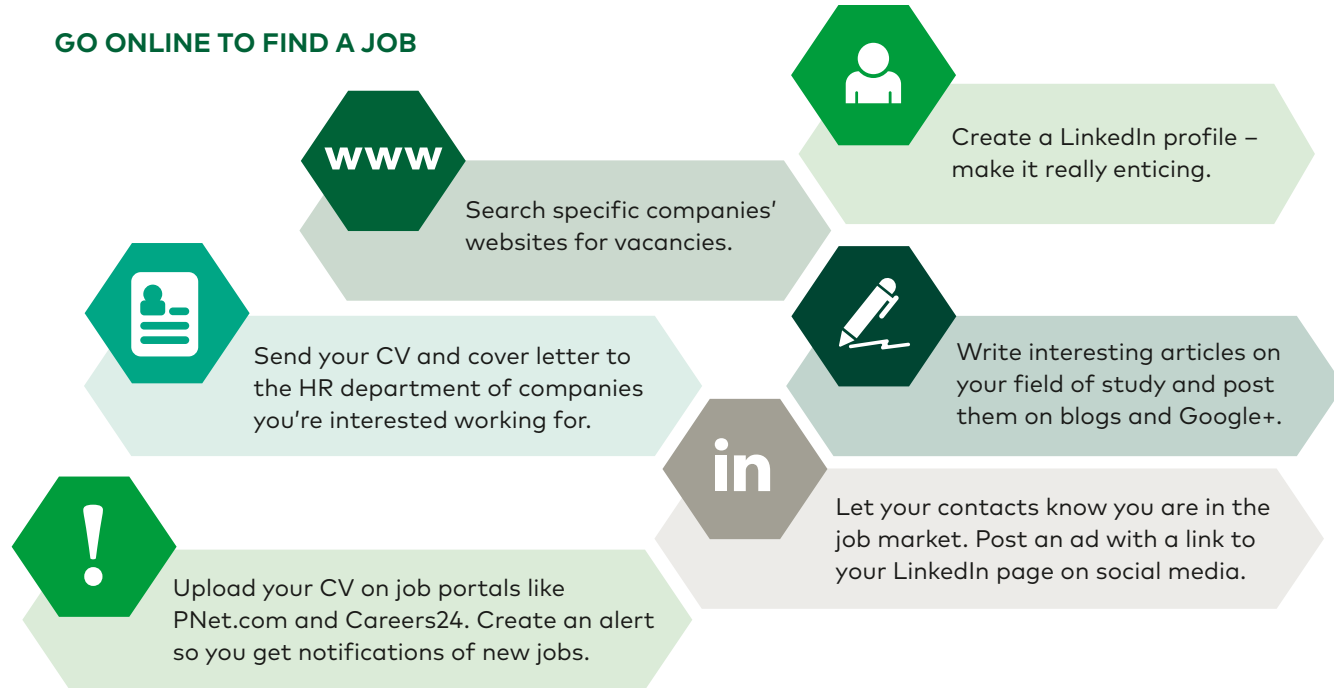 GO ONLINE TO FIND A JOB
Create a LinkedIn profile –
make it really enticing.
www
Search specific companies’
websites for vacancies.
Send your CV and cover letter to
the HR department of companies
you’re interested working for.
Write interesting articles on
your field of study and post
them on blogs and Google+.
in
Let your contacts know you are in the
job market. Post an ad with a link to
your LinkedIn page on social media.
!
Upload your CV on job portals like
PNet.com and Careers24. Create an alert
so you get notifications of new jobs.